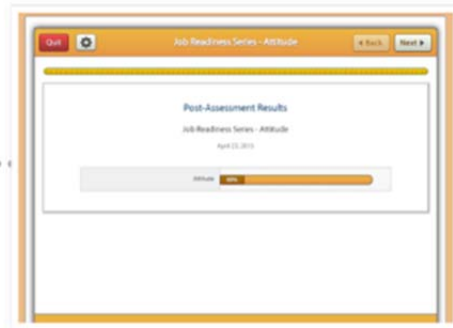 Quit Job Readiness Series - Attitude Back Next
Post-Assessment Results
Job Readiness Series - Attitude
April 23, 2015
Attitude